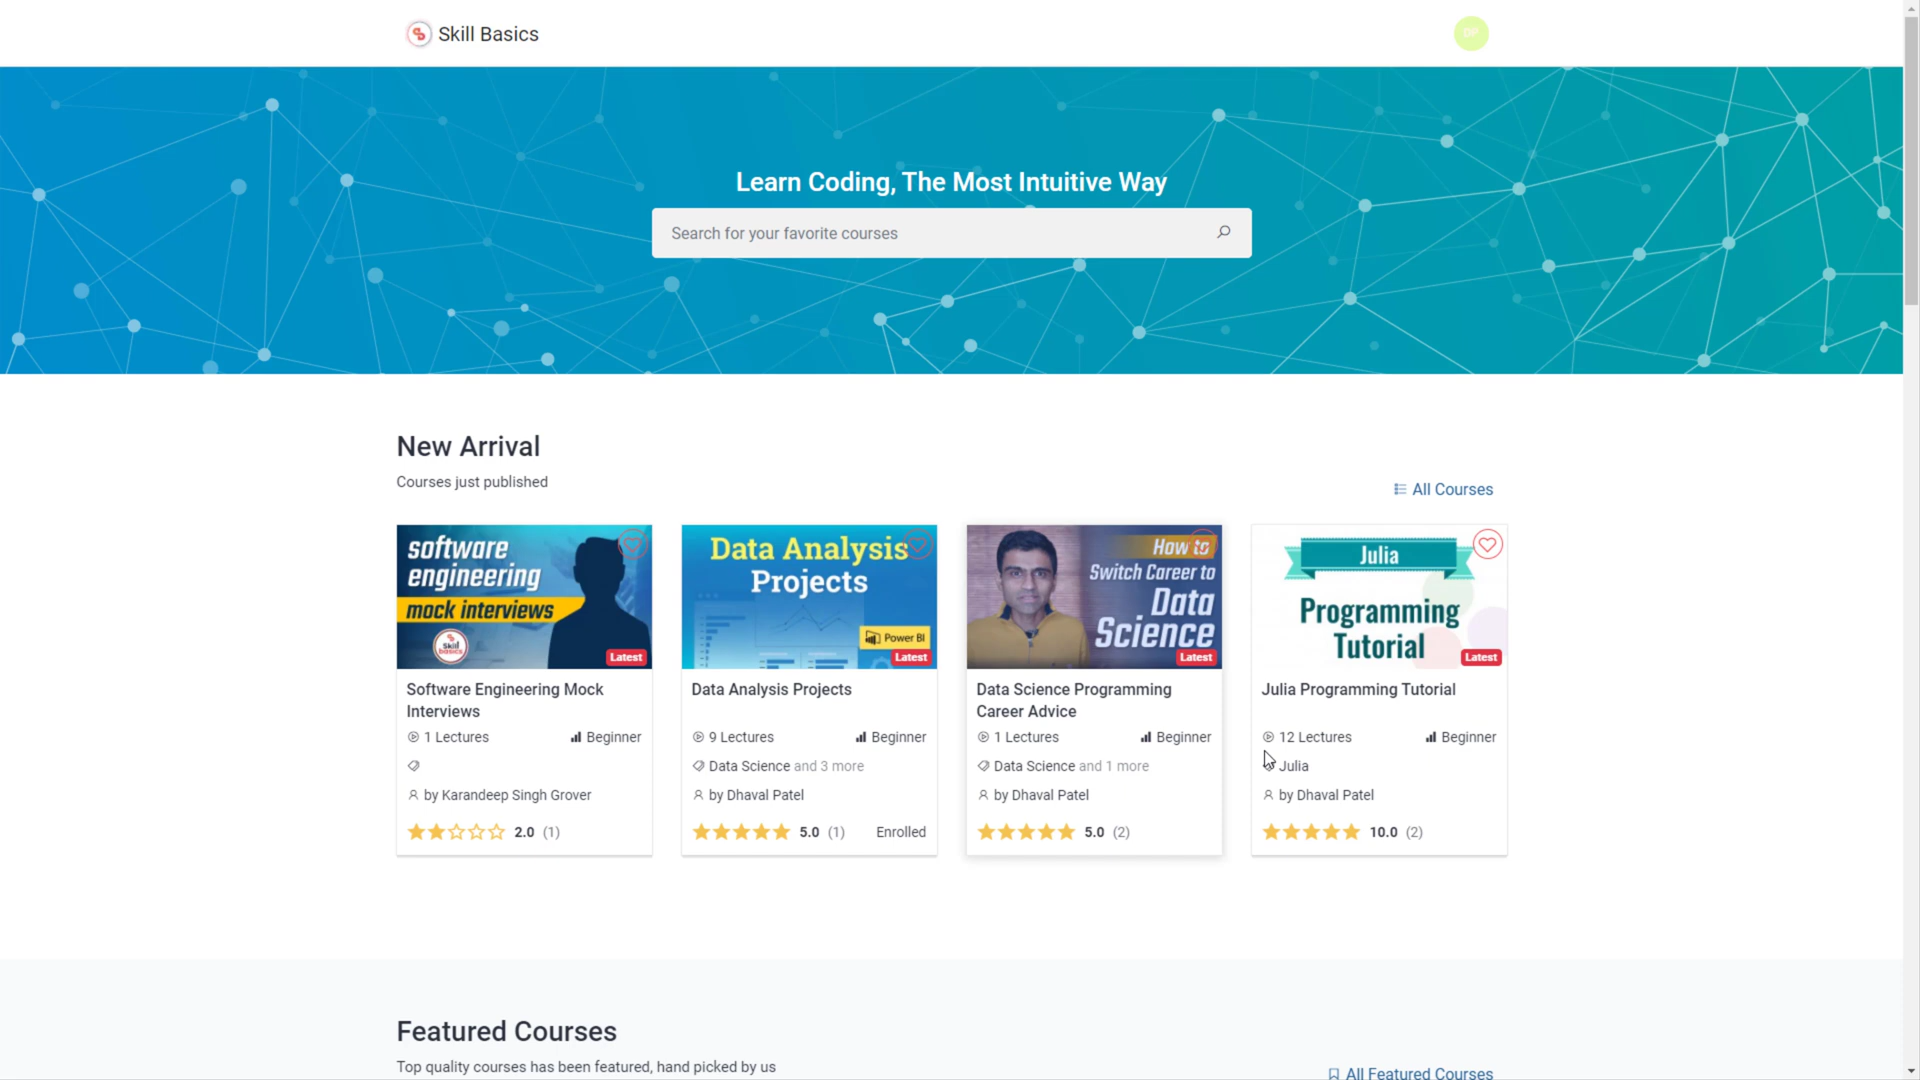 Skill Basics
DP
Learn Coding, The Most Intuitive Way
Search for your favorite courses
New Arrival
Courses just published
All Courses
software
engineering
mock interviews
Skill
basics
Latest
Software Engineering Mock
Interviews
1 Lectures
Beginner
by Karandeep Singh Grover
2.0 (1)
Data Analysis
Projects
Power BI
Latest
Data Analysis Projects
9 Lectures
Beginner
Data Science and 3 more
by Dhaval Patel
5.0 (1)
Enrolled
How to
Switch Career to
Data
Science
Latest
Data Science Programming
Career Advice
1 Lectures
Beginner
Data Science and 1 more
by Dhaval Patel
5.0 (2)
Julia
Programming
Tutorial
Latest
Julia Programming Tutorial
12 Lectures
Beginner
Julia
by Dhaval Patel
10.0 (2)
Featured Courses
Top quality courses has been featured, hand picked by us
All Featured Courses